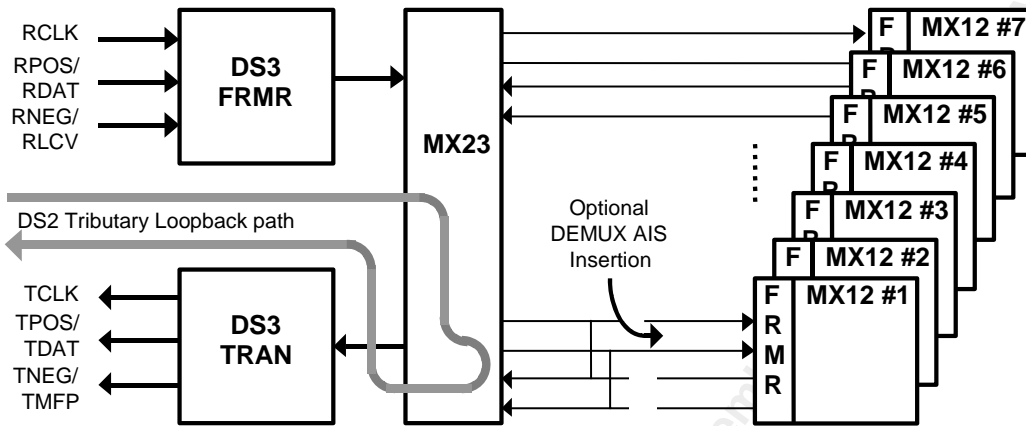 RCLK
RPOS/
RDAT
RNEG/
RLCV
DS3
FRMR
MX23
F
R
MX12 #7
F
R
MX12 #6
F
R
MX12 #5
F
R
MX12 #4
F
R
MX12 #3
F
MX12 #2
F
R
M
R
MX12 #1
DS2 Tributary Loopback path
Optional
DEMUX AIS
Insertion
TCLK
TPOS/
TDAT
TNEG/
TMFP
DS3
TRAN